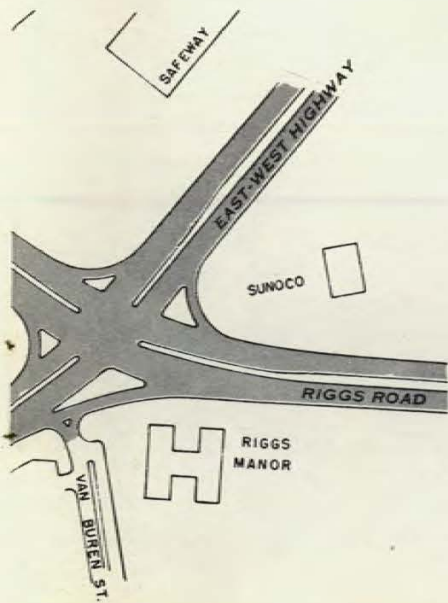 SAFEWAY
EAST-WEST HIGHWAY
SUNOCO
RIGGS ROAD
RIGGS
MANOR
VAN BUREN ST.